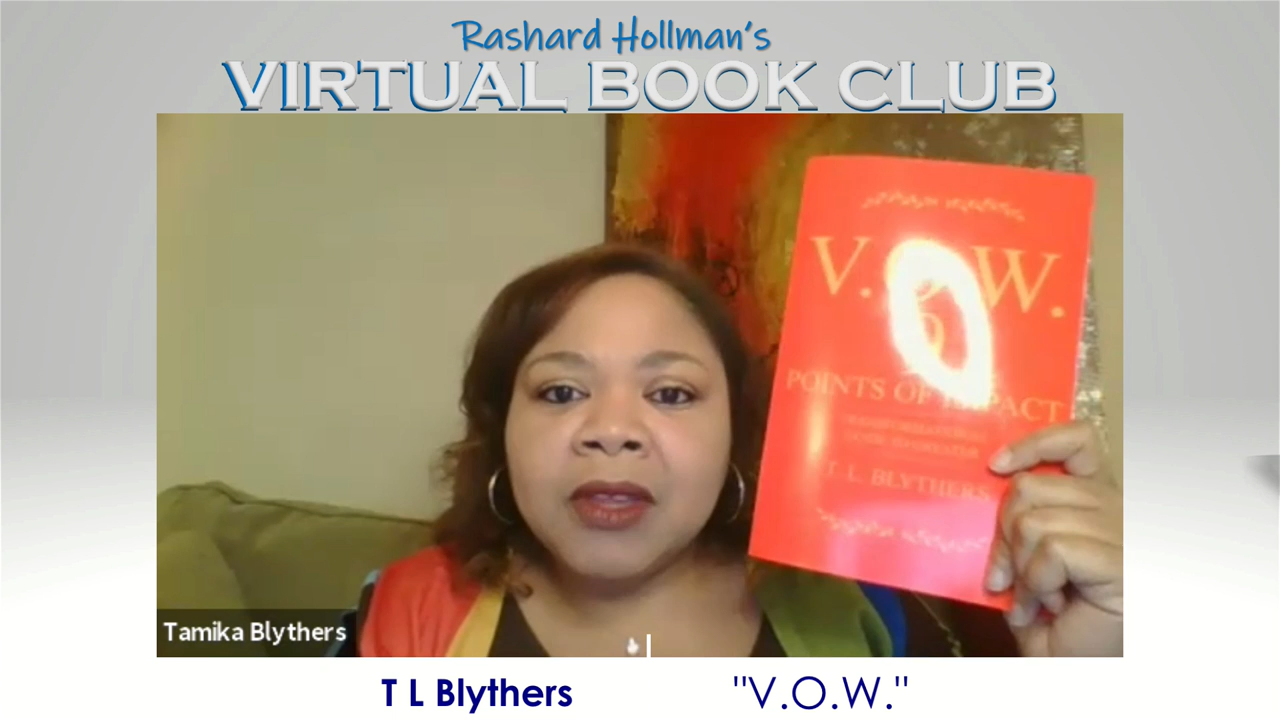 Rashard Hollman's
VIRTUAL BOOK CLUB
V.O.W.
POINTS OF IMPACT
T. L. BLYTHERS
Tamika Blythers
T L Blythers "V.O.W."